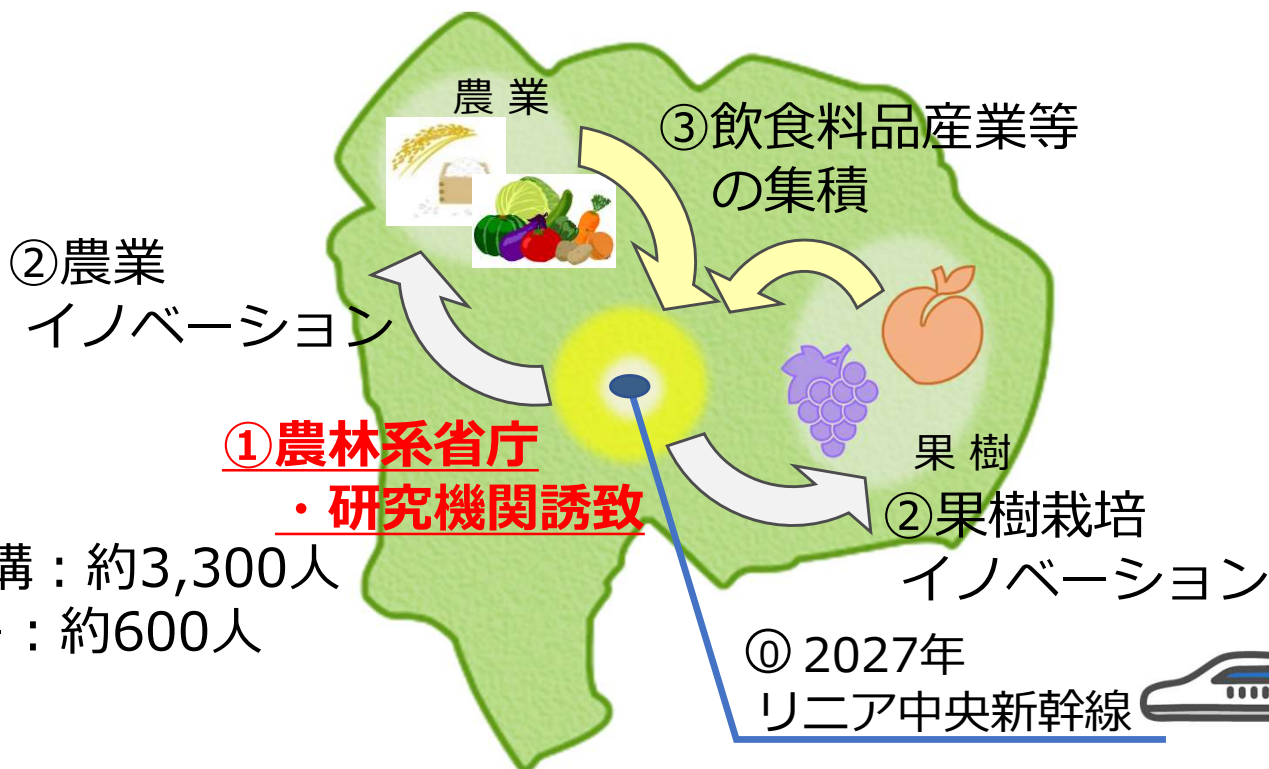 農 業
③飲食料品産業等
の集積
②農業
イノベーション
①農林系省庁
・研究機関誘致
果 樹
②果樹栽培
イノベーション
構：約3,300人
：約600人
⓪ 2027年
リニア中央新幹線